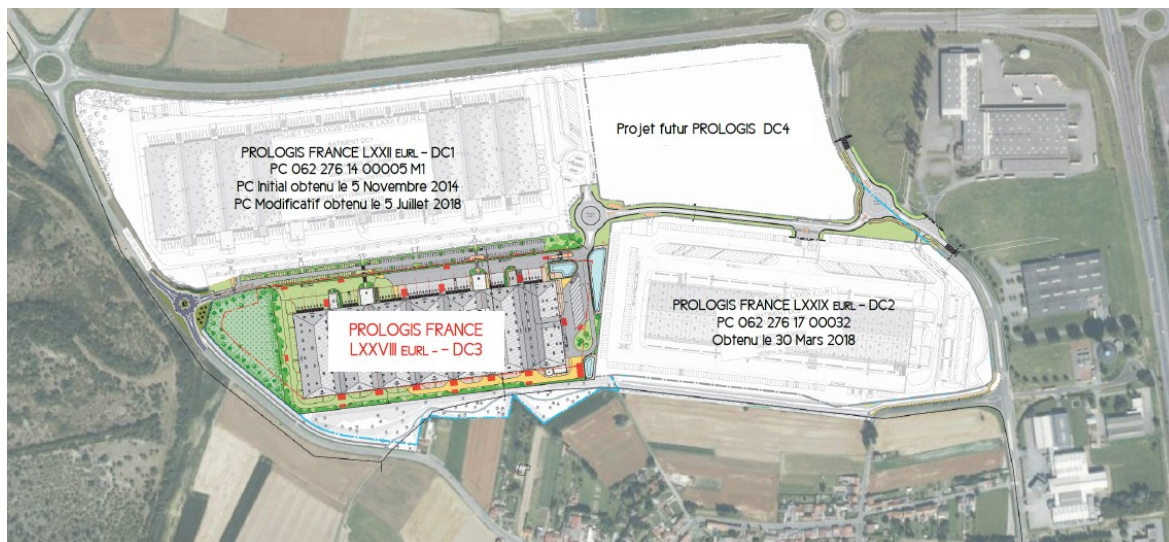 PROLOGIS FRANCE LXXII EURL – DC1
PC 062 276 14 00005 M1
PC Initial obtenu le 5 Novembre 2014
PC Modificatif obtenu le 5 Juillet 2018
Projet futur PROLOGIS DC4
PROLOGIS FRANCE LXXIX EURL – DC2
PC 062 276 17 00032
Obtenu le 30 Mars 2018
PROLOGIS FRANCE
LXXVIII EURL - – DC3